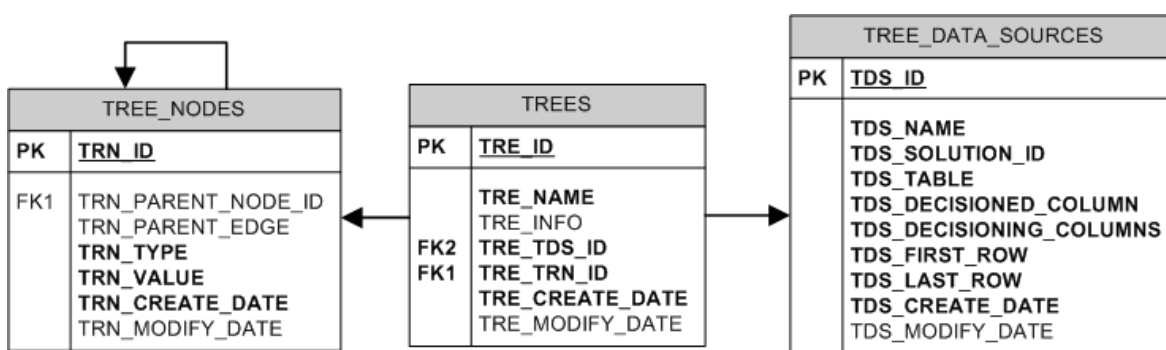 TREE_NODES
PK TRN_ID
FK1 TRN_PARENT_NODE_ID
TRN_PARENT_EDGE
TRN_TYPE
TRN_VALUE
TRN_CREATE_DATE
TRN_MODIFY_DATE
TREES
PK TRE_ID
TRE_NAME
TRE_INFO
FK2 TRE_TDS_ID
FK1 TRE_TRN_ID
TRE_CREATE_DATE
TRE_MODIFY_DATE
TREE_DATA_SOURCES
PK TDS_ID
TDS_NAME
TDS_SOLUTION_ID
TDS_TABLE
TDS_DECISIONED_COLUMN
TDS_DECISIONING_COLUMNS
TDS_FIRST_ROW
TDS_LAST_ROW
TDS_CREATE_DATE
TDS_MODIFY_DATE